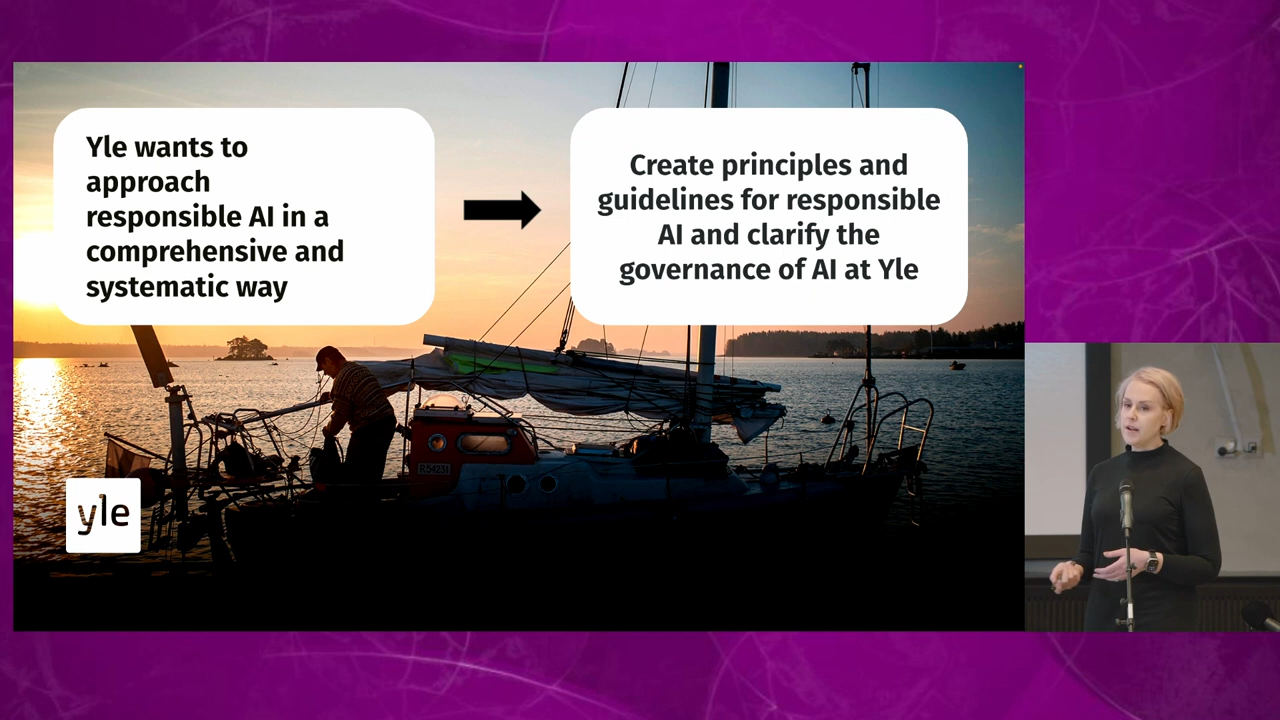 Yle wants to
approach
responsible AI in a
comprehensive and
systematic way
Create principles and
guidelines for responsible
AI and clarify the
governance of AI at Yle
R54231
yle